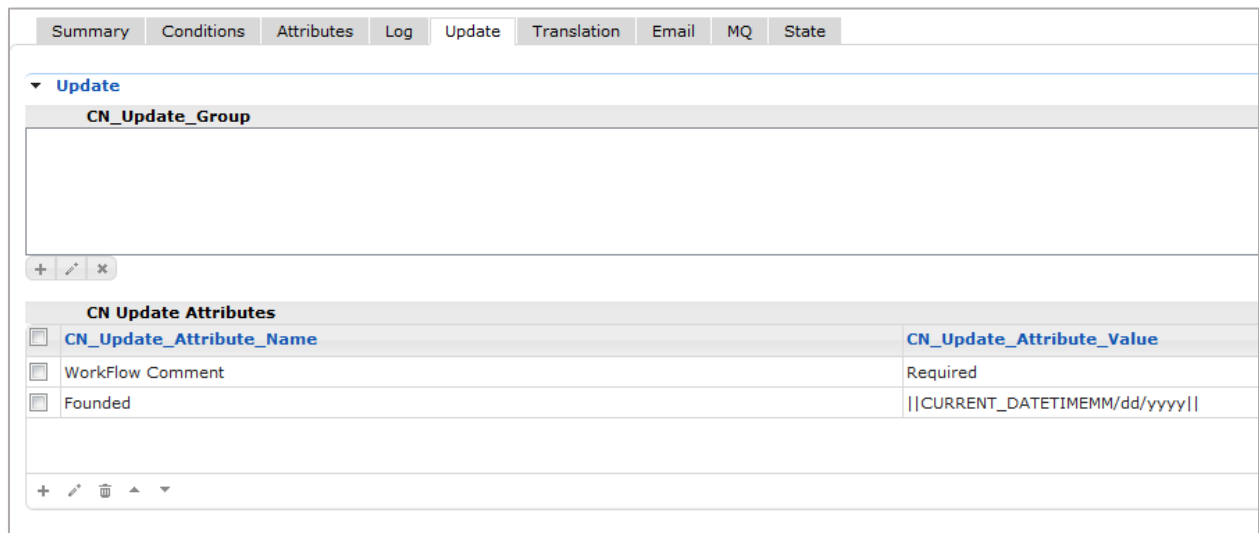 Summary Conditions Attributes Log Update Translation Email MQ State
Update
CN_Update_Group
CN Update Attributes
CN_Update_Attribute_Name CN_Update_Attribute_Value
WorkFlow Comment Required
Founded ||CURRENT_DATETIMEMM/dd/yyyy||